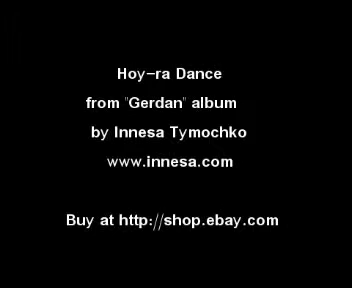 Hoy-ra Dance
from "Gerdan" album
by Innesa Tymochko
www.innesa.com
Buy at http://shop.ebay.com